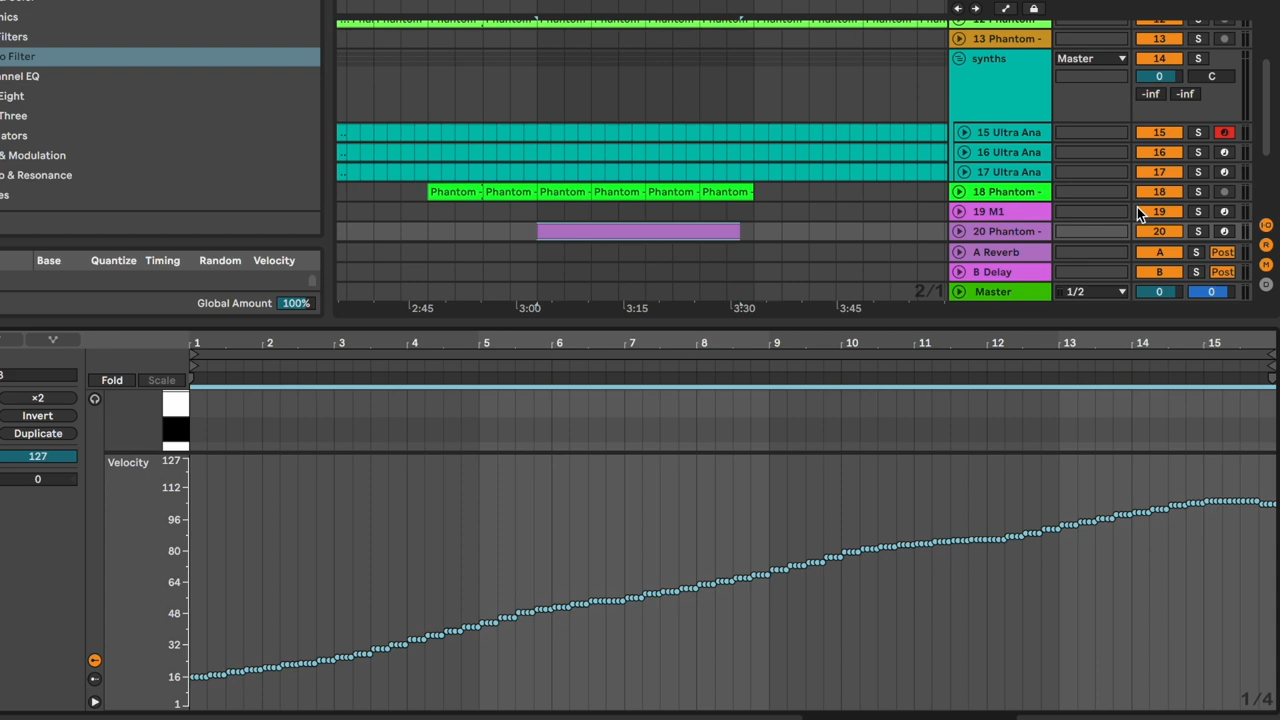 nics
Filters
o Filter
annel EQ
Eight
Three
ators
& Modulation
o & Resonance
es
Base Quantize Timing Random Velocity
Global Amount 100%
Phantom - Phantom - Phantom - Phantom - Phantom - Phantom -
2:45 3:00 3:15 3:30 3:45
2/1
12 Phantom 12 S
13 Phantom - 13 S
synths Master 14 S
0 C
-inf -inf
15 Ultra Ana 15 S
16 Ultra Ana 16 S
17 Ultra Ana 17 S
18 Phantom - 18 S
19 M1 19 S
20 Phantom - 20 S
A Reverb A S Post
B Delay B S Post
Master 1/2 0 0
I-O
R
M
D
1 2 3 4 5 6 7 8 9 10 11 12 13 14 15
Fold Scale
×2
Invert
Duplicate
127
0
Velocity 127
112
96
80
64
48
32
16
1
1/4